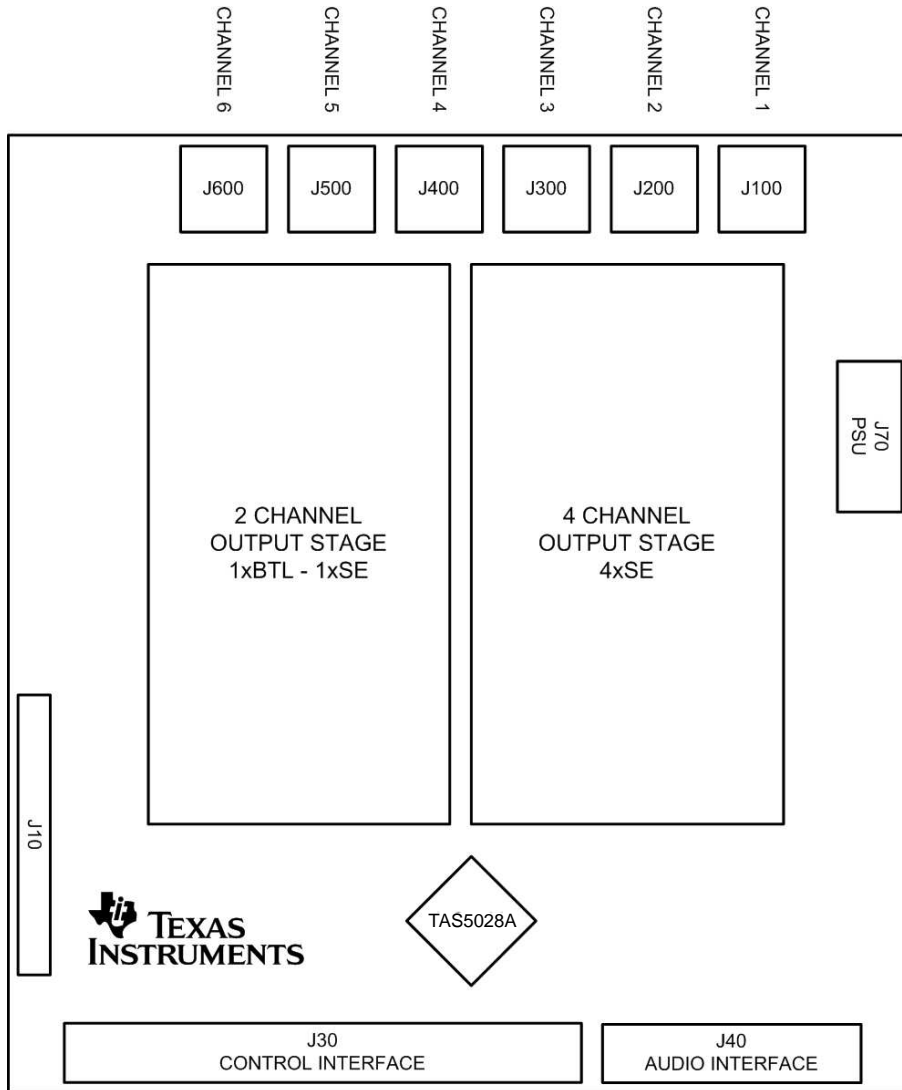 CHANNEL 6
CHANNEL 5
CHANNEL 4
CHANNEL 3
CHANNEL 2
CHANNEL 1
J600
J500
J400
J300
J200
J100
J70
PSU
2 CHANNEL
OUTPUT STAGE
1xBTL - 1xSE
4 CHANNEL
OUTPUT STAGE
4xSE
J10
TEXAS
INSTRUMENTS
TAS5028A
J30
CONTROL INTERFACE
J40
AUDIO INTERFACE